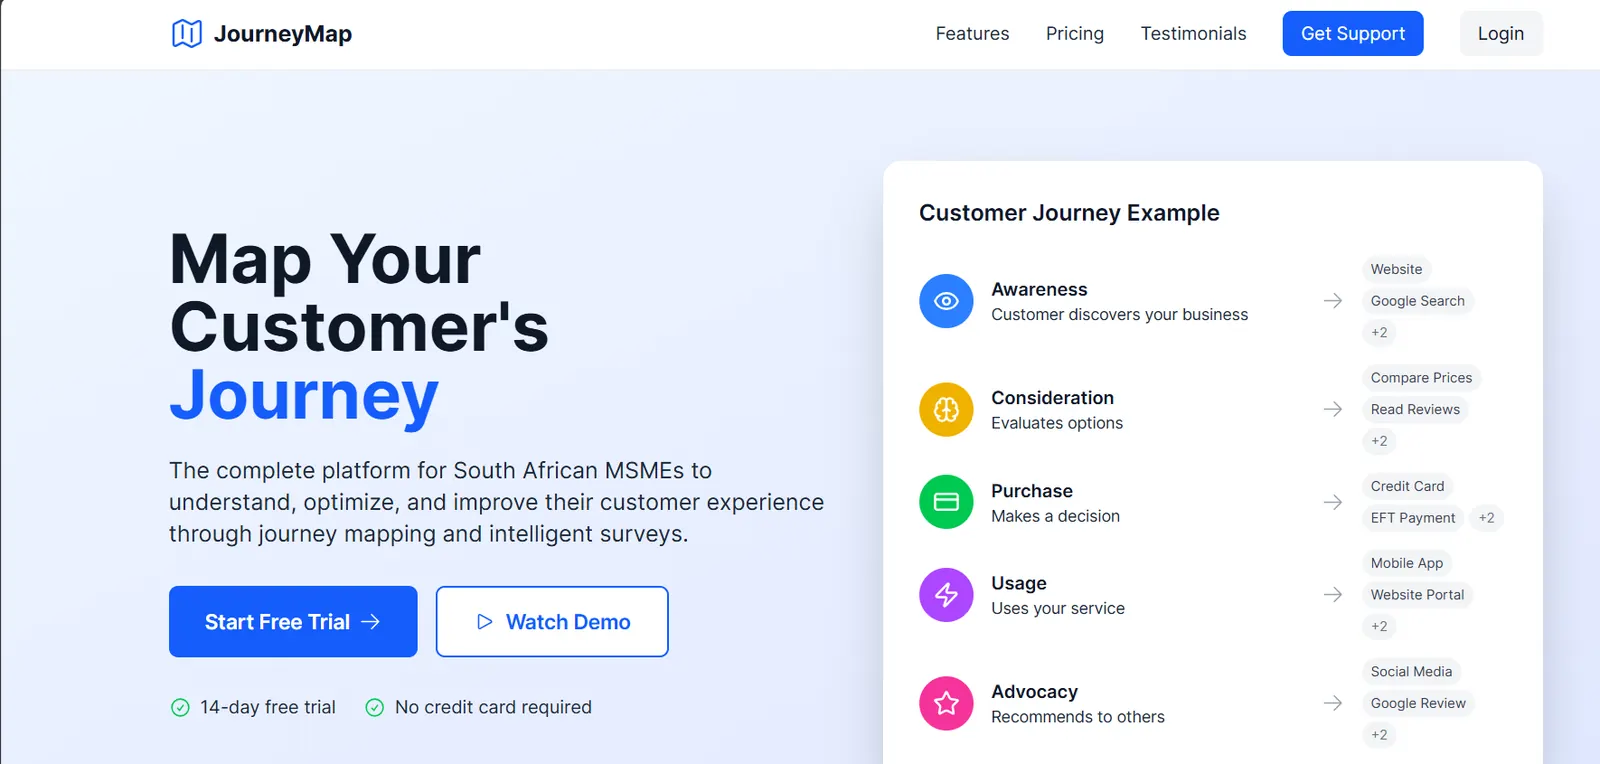 JourneyMap
Features
Pricing
Testimonials
Get Support
Login
Map Your
Customer's
Journey
The complete platform for South African MSMEs to
understand, optimize, and improve their customer experience
through journey mapping and intelligent surveys.
Start Free Trial
Watch Demo
14-day free trial
No credit card required
Customer Journey Example
Awareness
Customer discovers your business
Website
Google Search
+2
Consideration
Evaluates options
Compare Prices
Read Reviews
+2
Purchase
Makes a decision
Credit Card
EFT Payment +2
Usage
Uses your service
Mobile App
Website Portal
+2
Advocacy
Recommends to others
Social Media
Google Review
+2